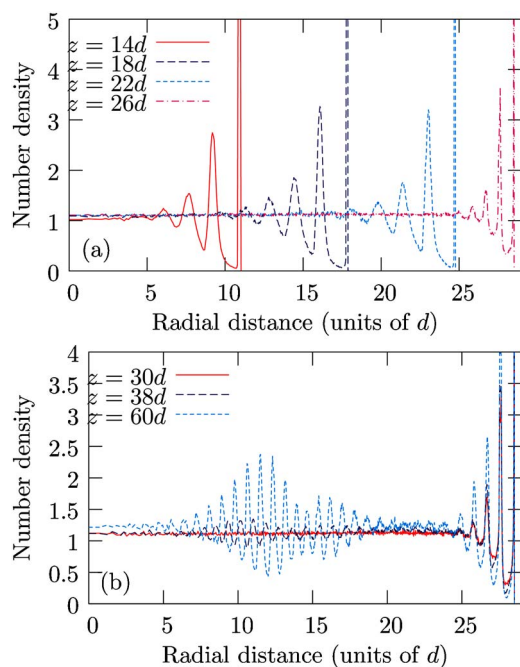 5
4
3
2
1
0
Number density
z = 14d
z = 18d
z = 22d
z = 26d
(a)
0 5 10 15 20 25
Radial distance (units of d)
4
3.5
3
2.5
2
1.5
1
0.5
0
Number density
z = 30d
z = 38d
z = 60d
(b)
0 5 10 15 20 25
Radial distance (units of d)